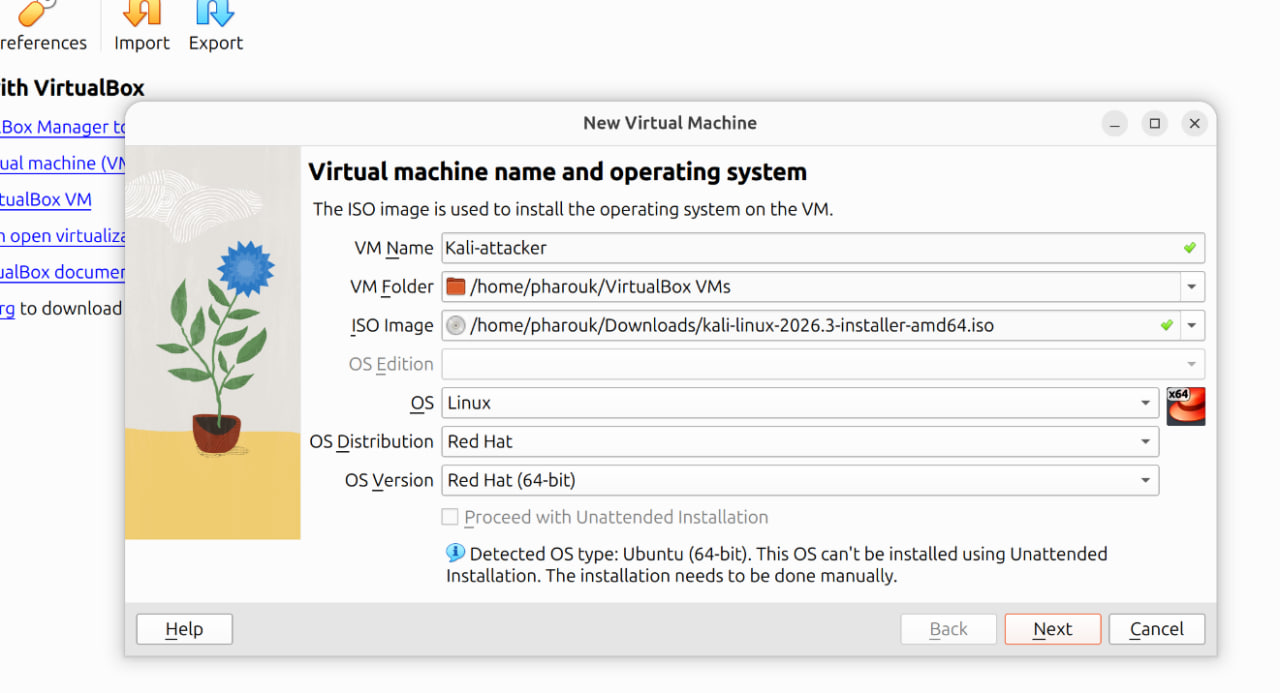 references Import Export
ith VirtualBox
lBox Manager to
ual machine (VM
tualBox VM
n open virtualiza
ualBox documen
rg to download
New Virtual Machine
Virtual machine name and operating system
The ISO image is used to install the operating system on the VM.
VM Name Kali-attacker
VM Folder /home/pharouk/VirtualBox VMs
ISO Image /home/pharouk/Downloads/kali-linux-2026.3-installer-amd64.iso
OS Edition
OS Linux
x64
OS Distribution Red Hat
OS Version Red Hat (64-bit)
Proceed with Unattended Installation
Detected OS type: Ubuntu (64-bit). This OS can't be installed using Unattended
Installation. The installation needs to be done manually.
Help Back Next Cancel